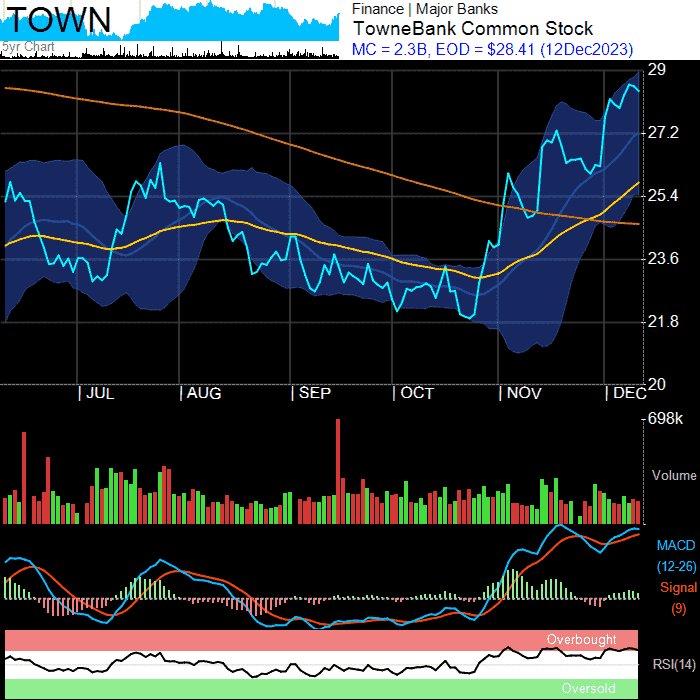 TOWN
5yr Chart
Finance | Major Banks
TowneBank Common Stock
MC = 2.3B, EOD = $28.41 (12Dec2023)
29
27.2
25.4
23.6
21.8
20
| JUL | AUG | SEP | OCT | NOV | DEC
698k
Volume
MACD
(12-26)
Signal
(9)
Overbought
RSI(14)
Oversold